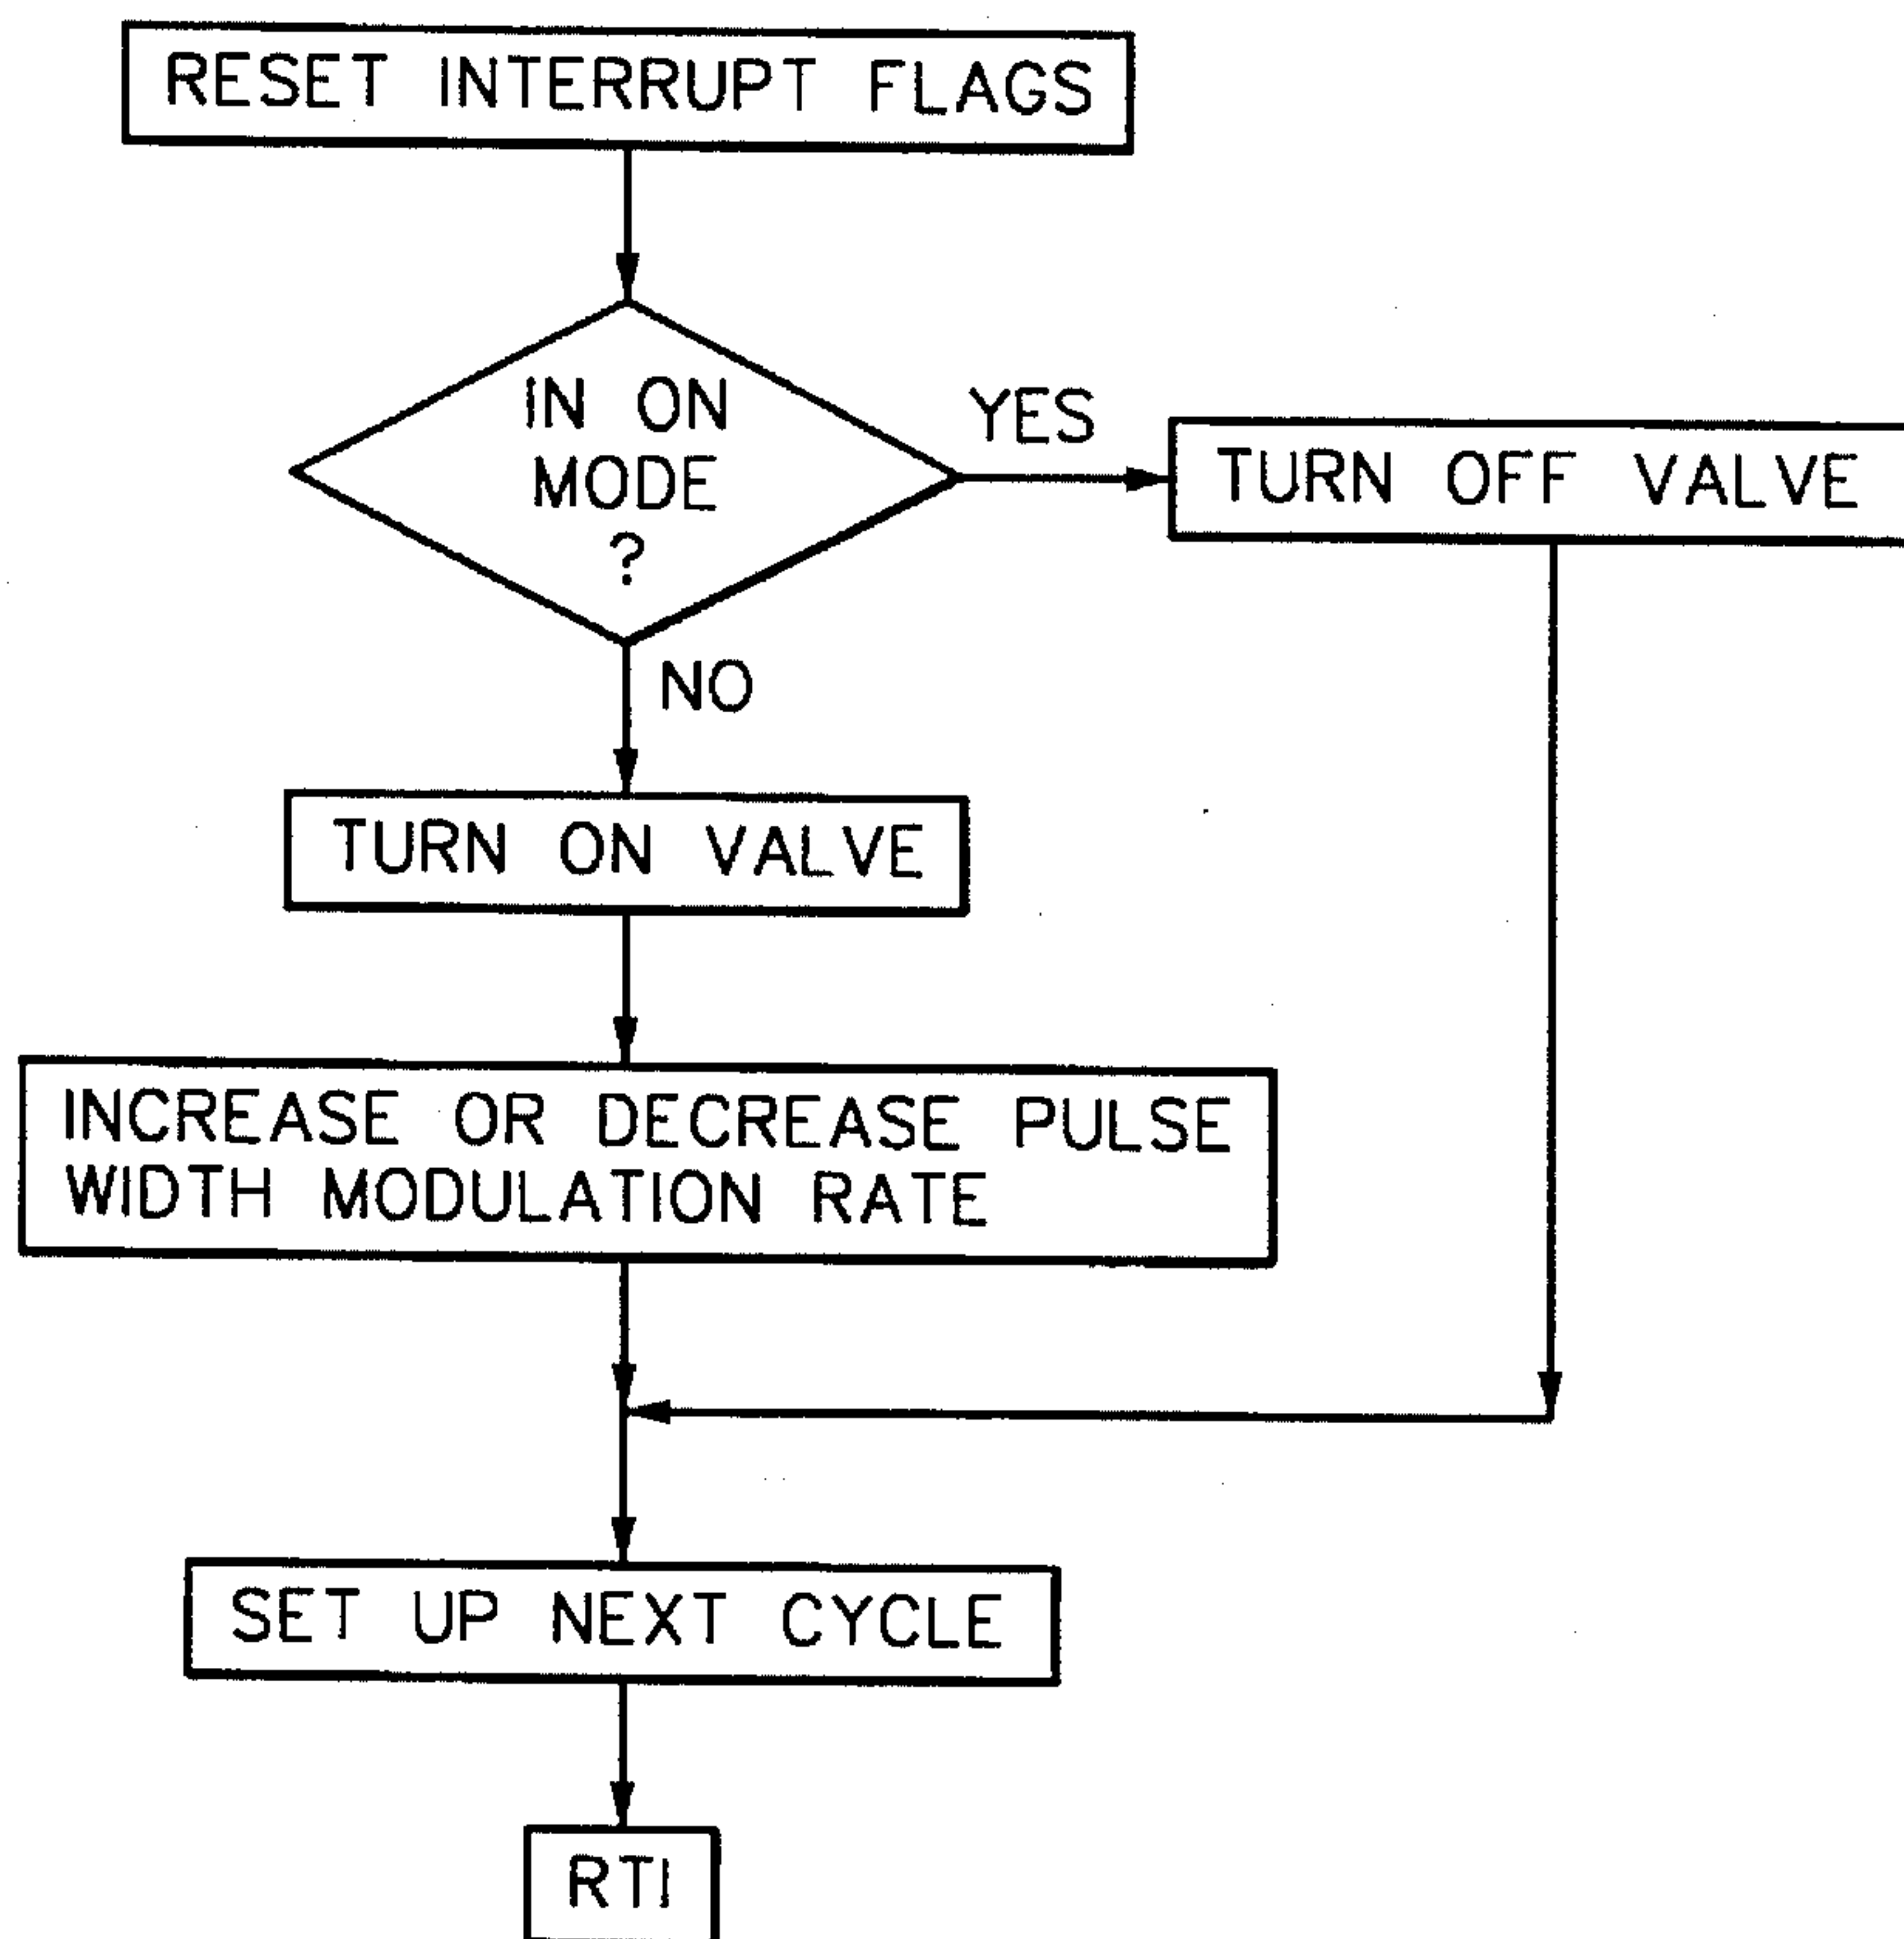 RESET INTERRUPT FLAGS
IN ON
MODE
?
YES
TURN OFF VALVE
NO
TURN ON VALVE
INCREASE OR DECREASE PULSE
WIDTH MODULATION RATE
SET UP NEXT CYCLE
RTI